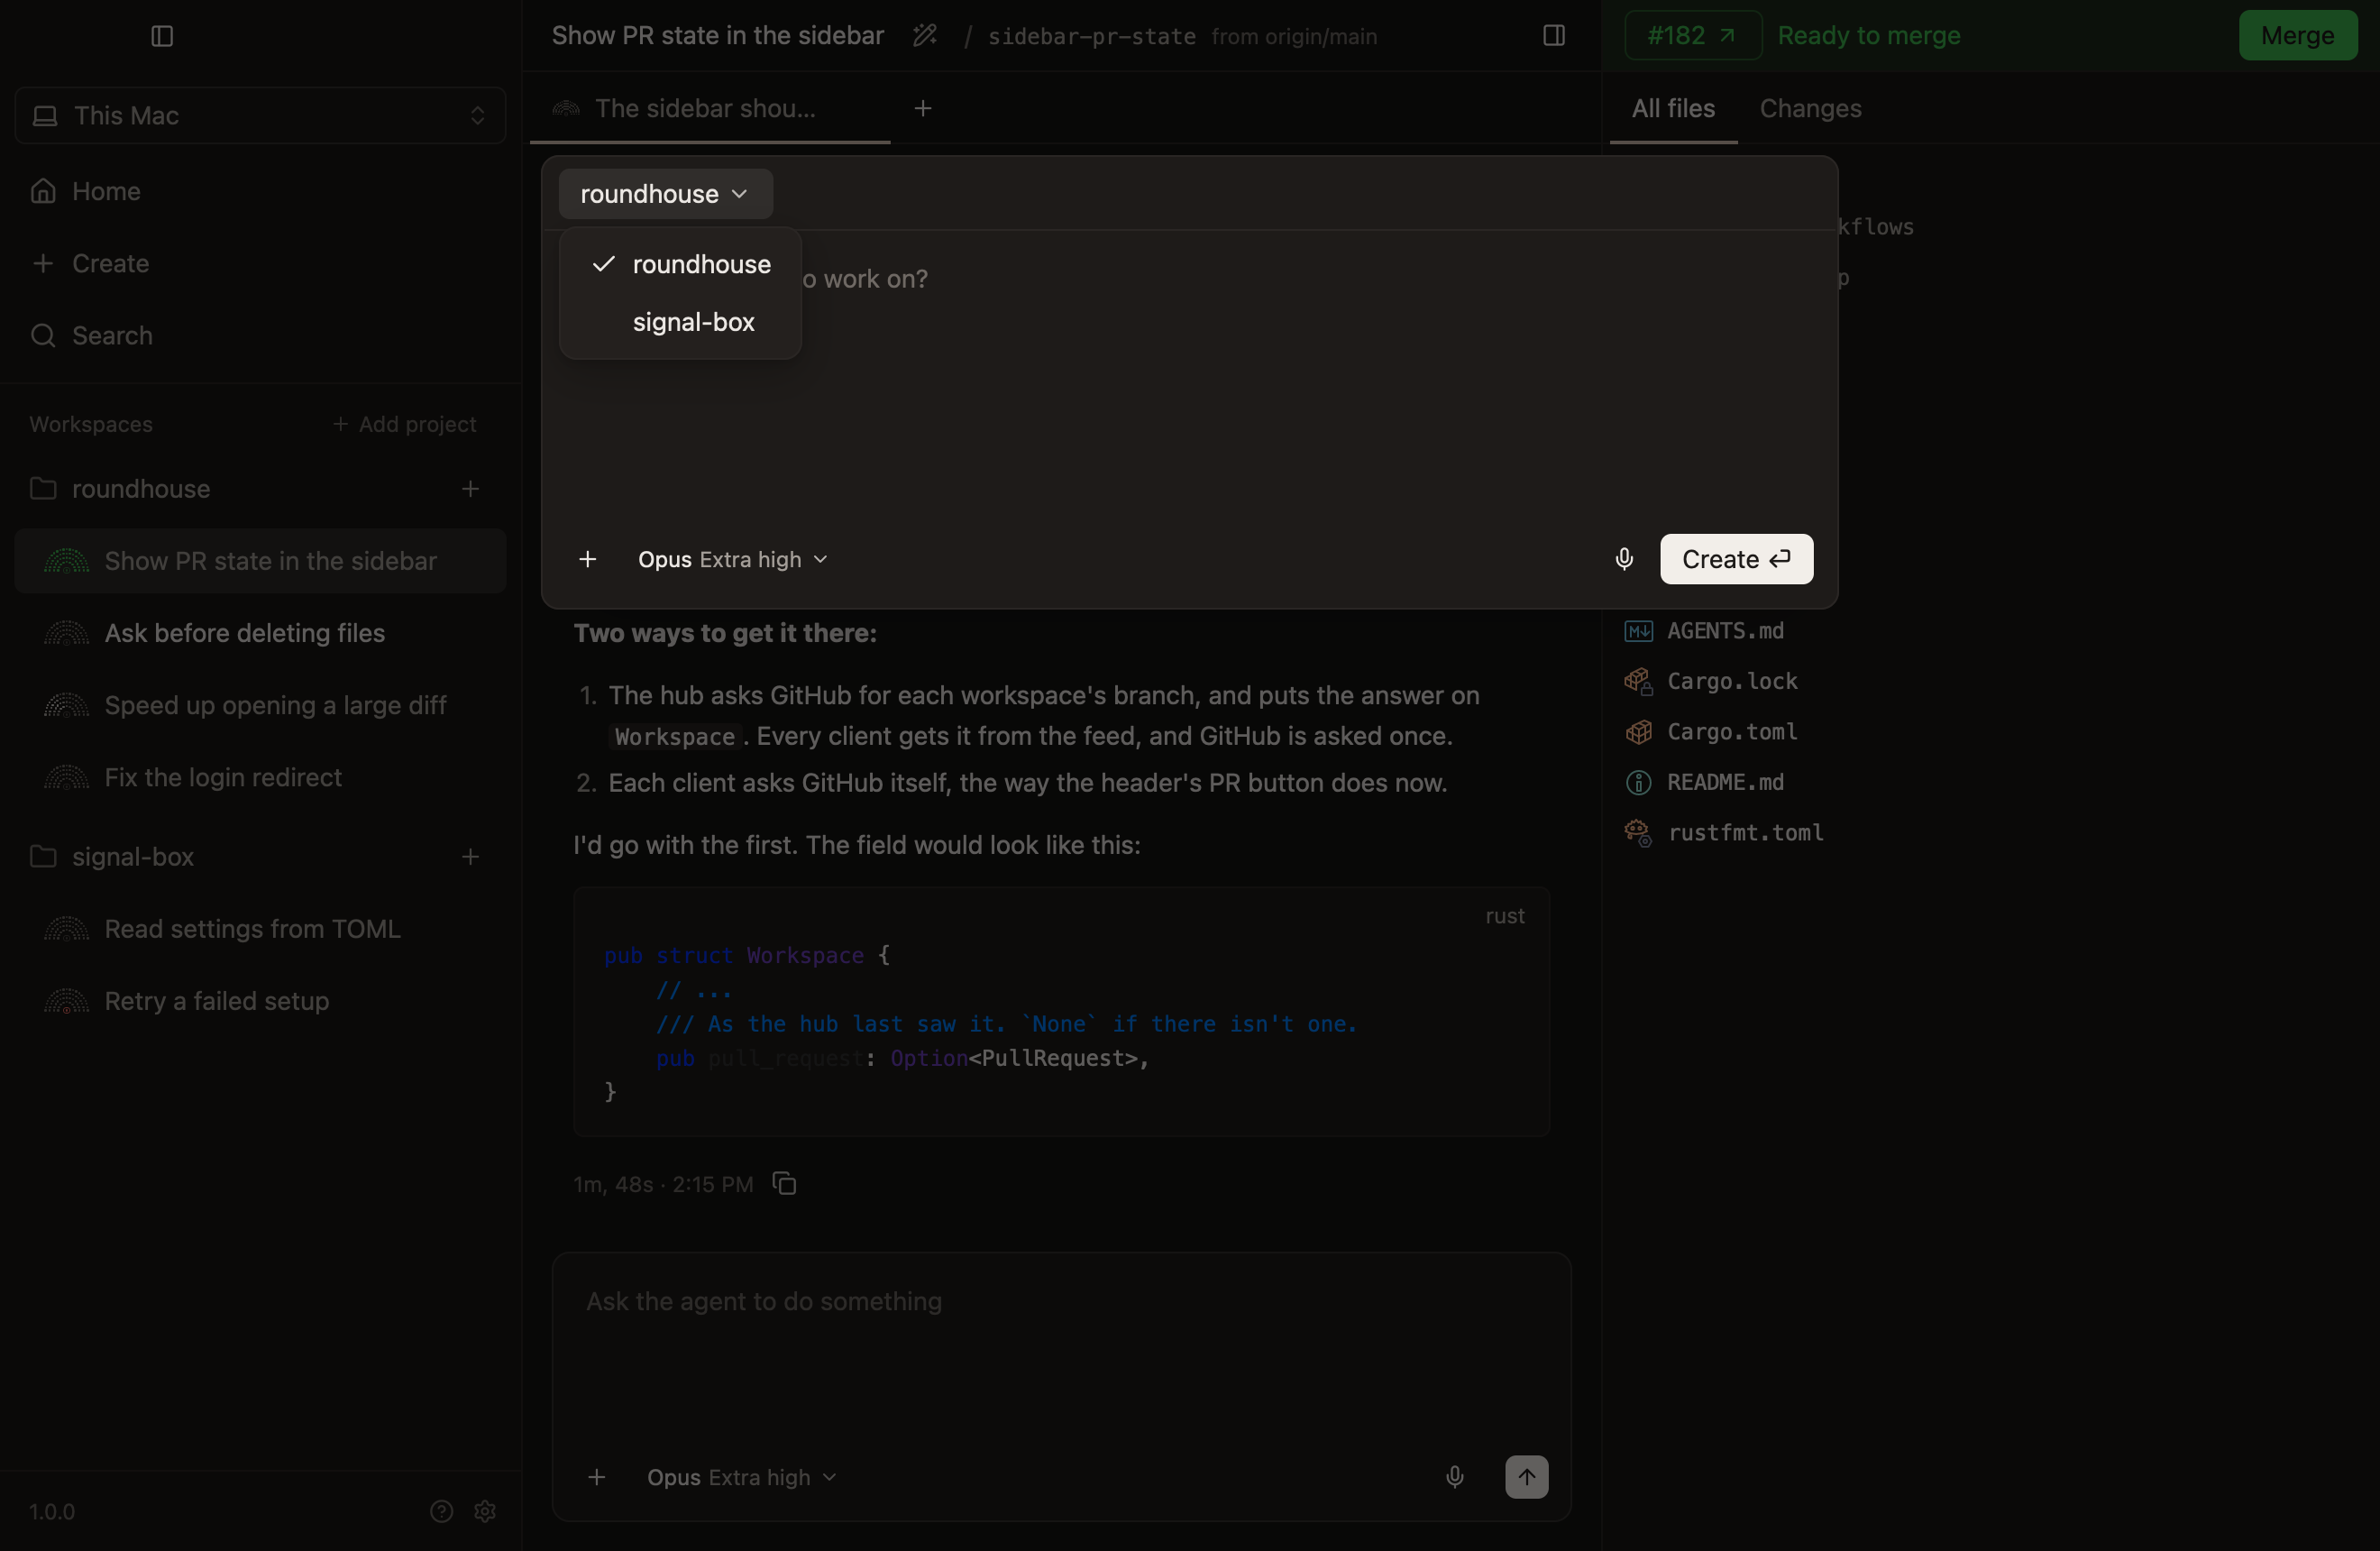 This Mac
Home
Create
Search
Workspaces
Add project
roundhouse
Show PR state in the sidebar
Ask before deleting files
Speed up opening a large diff
Fix the login redirect
signal-box
Read settings from TOML
Retry a failed setup
1.0.0
Show PR state in the sidebar / sidebar-pr-state from origin/main
The sidebar shou...
roundhouse
roundhouse
signal-box
work on?
Opus Extra high
Create
Two ways to get it there:
1. The hub asks GitHub for each workspace's branch, and puts the answer on
Workspace. Every client gets it from the feed, and GitHub is asked once.
2. Each client asks GitHub itself, the way the header's PR button does now.
I'd go with the first. The field would look like this:
rust
pub struct Workspace {
// ...
/// As the hub last saw it. `None` if there isn't one.
pub pull_request: Option<PullRequest>,
}
1m, 48s · 2:15 PM
Ask the agent to do something
Opus Extra high
#182
Ready to merge
Merge
All files
Changes
kflows
AGENTS.md
Cargo.lock
Cargo.toml
README.md
rustfmt.toml